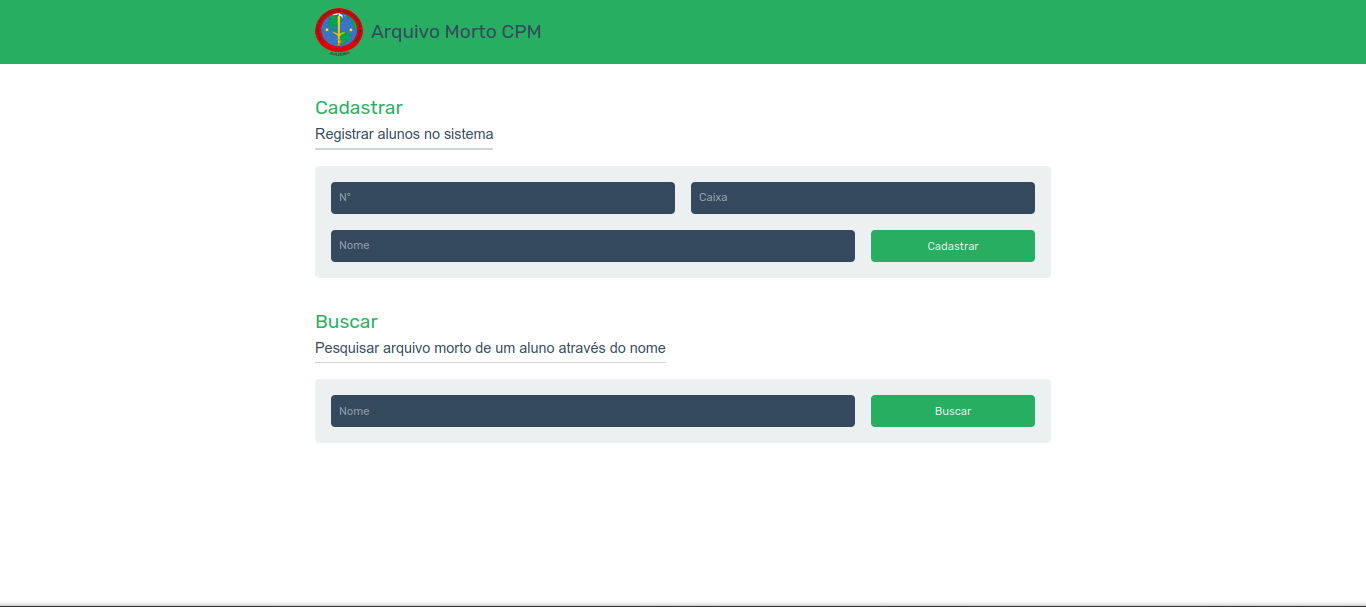 Arquivo Morto CPM
Cadastrar
Registrar alunos no sistema
N°
Caixa
Nome
Cadastrar
Buscar
Pesquisar arquivo morto de um aluno através do nome
Nome
Buscar